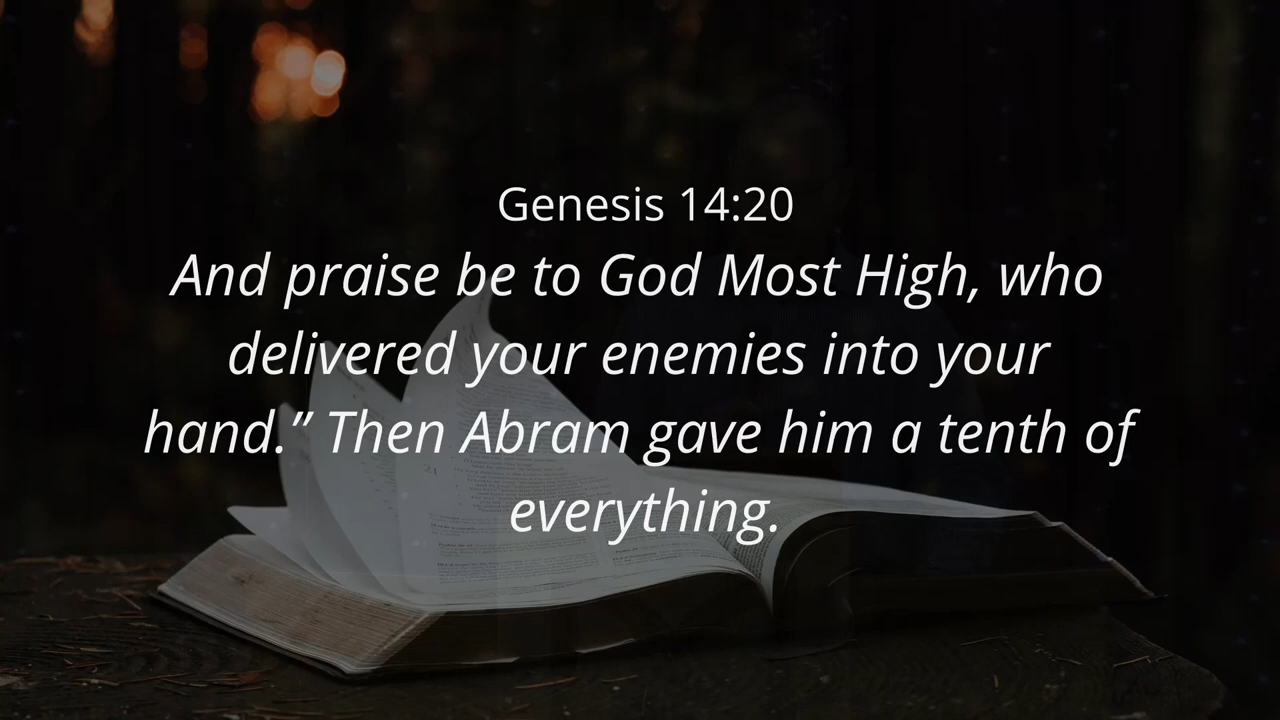 Genesis 14:20
And praise be to God Most High, who
delivered your enemies into your
hand.” Then Abram gave him a tenth of
everything.